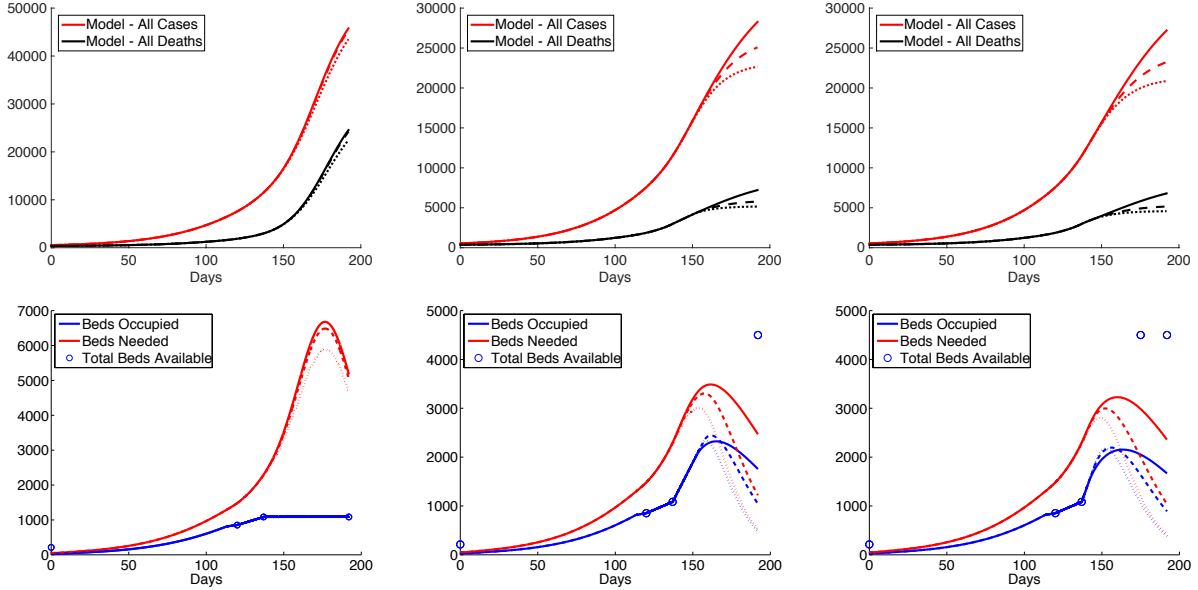 50000
40000
30000
20000
10000
0
Model - All Cases
Model - All Deaths
0 50 100 150 200
Days
30000
25000
20000
15000
10000
5000
0
Model - All Cases
Model - All Deaths
0 50 100 150 200
Days
30000
25000
20000
15000
10000
5000
0
Model - All Cases
Model - All Deaths
0 50 100 150 200
Days
7000
6000
5000
4000
3000
2000
1000
0
Beds Occupied
Beds Needed
Total Beds Available
0 50 100 150 200
Days
5000
4000
3000
2000
1000
0
Beds Occupied
Beds Needed
Total Beds Available
0 50 100 150 200
Days
5000
4000
3000
2000
1000
0
Beds Occupied
Beds Needed
Total Beds Available
0 50 100 150 200
Days